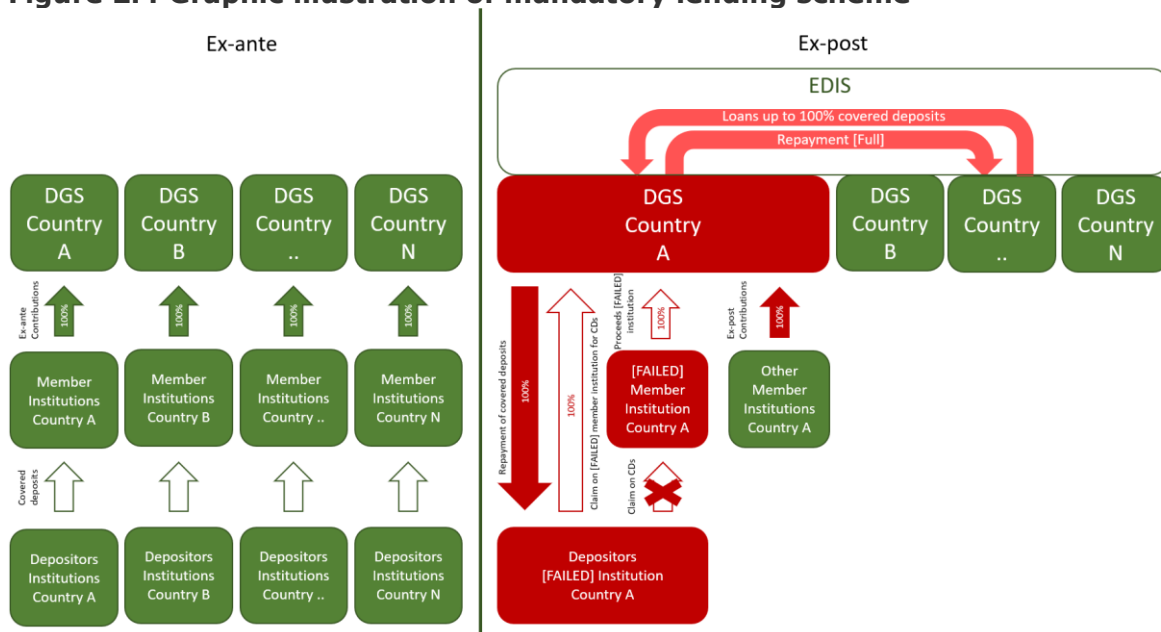 Figure 2.4 Graphic illustration of mandatory lending scheme
Ex-ante
Ex-post
EDIS
Loans up to 100% covered deposits
Repayment [Full]
DGS
Country
A
DGS
Country
B
DGS
Country
..
DGS
Country
N
DGS
Country
A
DGS
Country
B
DGS
Country
..
DGS
Country
N
Ex-ante
Contributions
100%
100%
100%
100%
Member
Institutions
Country A
Member
Institutions
Country B
Member
Institutions
Country ..
Member
Institutions
Country N
Covered
deposits
Depositors
Institutions
Country A
Depositors
Institutions
Country B
Depositors
Institutions
Country ..
Depositors
Institutions
Country N
Repayment of covered deposits
100%
100%
Claim on [FAILED] member institution for CDs
Proceeds [FAILED]
institution
100%
Ex-post
Contributions
100%
[FAILED]
Member
Institution
Country A
Other
Member
Institutions
Country A
Claim on CDs
Depositors
[FAILED] Institution
Country A